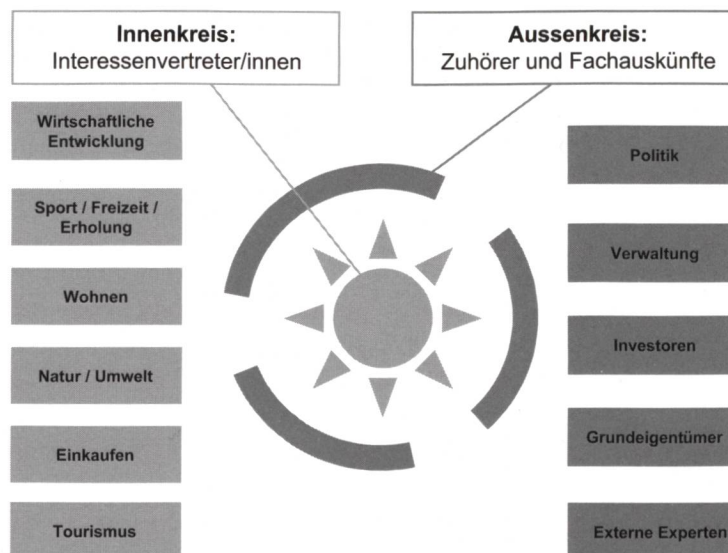 Innenkreis:
Interessenvertreter/innen
Aussenkreis:
Zuhörer und Fachauskünfte
Wirtschaftliche
Entwicklung
Sport / Freizeit /
Erholung
Wohnen
Natur / Umwelt
Einkaufen
Tourismus
Politik
Verwaltung
Investoren
Grundeigentümer
Externe Experten